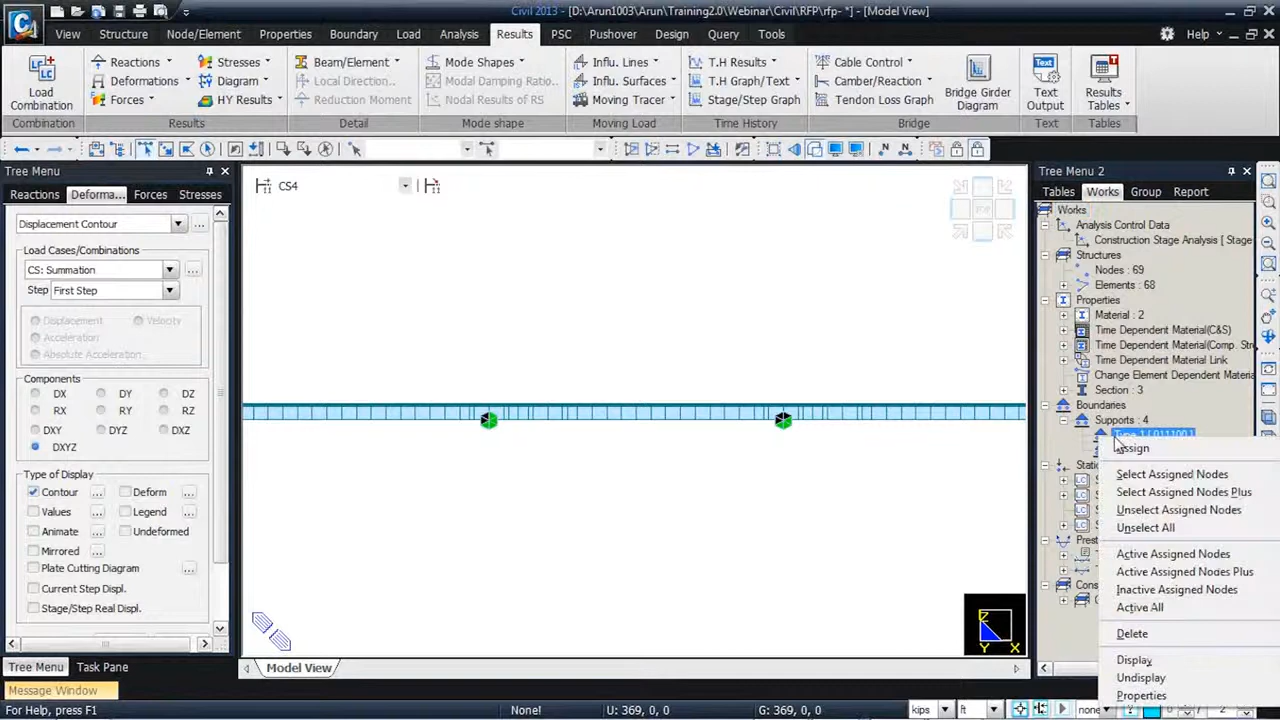 Civil 2013 - [D:\Arun1003\Arun\Training2.0\Webinar\Civil\RFP\rfp- *] - [Model View]
View Structure Node/Element Properties Boundary Load Analysis Results PSC Pushover Design Query Tools Help
Load
Combination
Combination
Reactions
Deformations
Forces
Stresses
Diagram
HY Results
Results
Beam/Element
Local Direction..
Reduction Moment
Detail
Mode Shapes
Modal Damping Ratio..
Nodal Results of RS
Mode shape
Influ. Lines
Influ. Surfaces
Moving Tracer
Moving Load
T.H Results
T.H Graph/Text
Stage/Step Graph
Time History
Cable Control
Camber/Reaction
Tendon Loss Graph
Bridge Girder
Diagram
Bridge
Text
Output
Text
Results
Tables
Tables
Tree Menu
Reactions Deforma... Forces Stresses
Displacement Contour ...
Load Cases/Combinations
CS: Summation ...
Step First Step
Displacement Velocity
Acceleration
Absolute Acceleration..
Components
DX DY DZ
RX RY RZ
DXY DYZ DXZ
DXYZ
Type of Display
Contour ... Deform ...
Values ... Legend ...
Animate ... Undeformed
Mirrored ...
Plate Cutting Diagram ...
Current Step Displ.
Stage/Step Real Displ.
Tree Menu Task Pane
Message Window
For Help, press F1
CS4
TOP
Z
Y X
Model View
Tree Menu 2
Tables Works Group Report
Works
Analysis Control Data
Construction Stage Analysis [ Stage
Structures
Nodes : 69
Elements : 68
Properties
Material : 2
Time Dependent Material(C&S)
Time Dependent Material(Comp. Str
Time Dependent Material Link
Change Element Dependent Materia
Section : 3
Boundaries
Supports : 4
Type 1 [ 011100 ]
Assign
Select Assigned Nodes
Select Assigned Nodes Plus
Unselect Assigned Nodes
Unselect All
Active Assigned Nodes
Active Assigned Nodes Plus
Inactive Assigned Nodes
Active All
Delete
Display
Undisplay
Properties
None! U: 369, 0, 0 G: 369, 0, 0 kips ft none ? 2